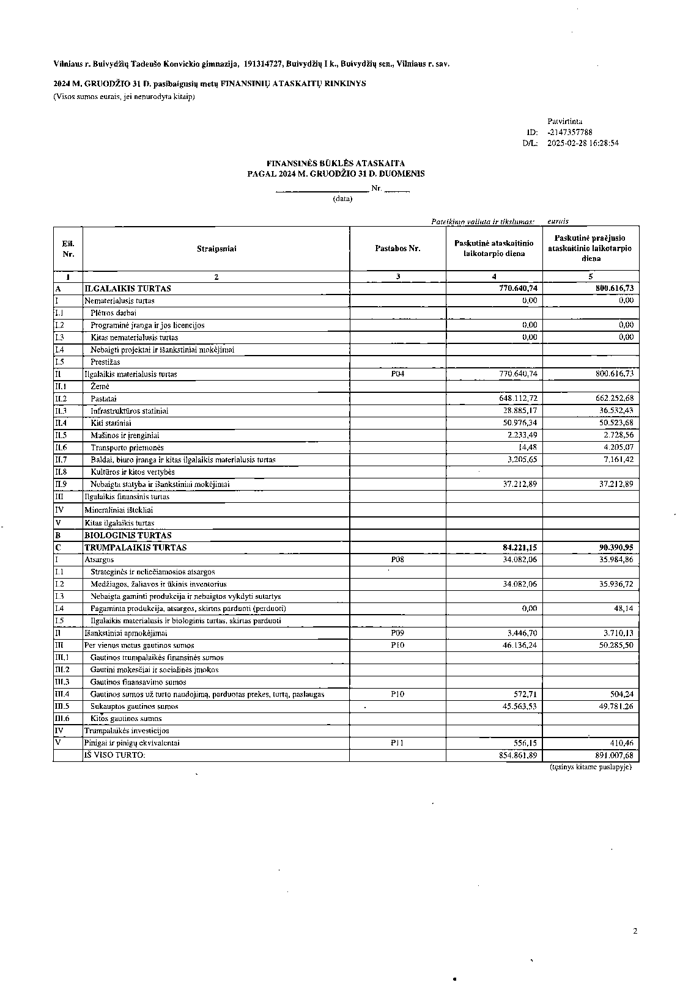 Vilniaus r. Buivydžių Tadeušo Konvickio gimnazija, 191314727, Buivydžių I k., Buivydžių sen., Vilniaus r. sav.
2024 M. GRUODŽIO 31 D. pasibaigusių metų FINANSINIŲ ATASKAITŲ RINKINYS
(Visos sumos eurais, jei nenurodyta kitaip)
Patvirtinta
ID: -2147357788
D/L: 2025-02-28 16:28:54
FINANSINĖS BŪKLĖS ATASKAITA
PAGAL 2024 M. GRUODŽIO 31 D. DUOMENIS
Nr.
(data)
Pateikimo valiuta ir tikslumas: eurais
Eil. Nr. Straipsniai Pastabos Nr. Paskutinė ataskaitinio laikotarpio diena Paskutinė praėjusio ataskaitinio laikotarpio diena
1 2 3 4 5
A ILGALAIKIS TURTAS 770.640,74 800.616,73
I Nematerialusis turtas 0,00 0,00
I.1 Plėtros darbai
I.2 Programinė įranga ir jos licencijos 0,00 0,00
I.3 Kitas nematerialusis turtas 0,00 0,00
I.4 Nebaigti projektai ir išankstiniai mokėjimai
I.5 Prestižas
II Ilgalaikis materialusis turtas P04 770.640,74 800.616,73
II.1 Žemė
II.2 Pastatai 648.112,72 662.252,68
II.3 Infrastruktūros statiniai 28.885,17 36.532,43
II.4 Kiti statiniai 50.976,34 50.523,68
II.5 Mašinos ir įrenginiai 2.233,49 2.728,56
II.6 Transporto priemonės 14,48 4.205,07
II.7 Baldai, biuro įranga ir kitas ilgalaikis materialusis turtas 3.205,65 7.161,42
II.8 Kultūros ir kitos vertybės
II.9 Nebaigta statyba ir išankstiniai mokėjimai 37.212,89 37.212,89
III Ilgalaikis finansinis turtas
IV Mineraliniai ištekliai
V Kitas ilgalaikis turtas
B BIOLOGINIS TURTAS
C TRUMPALAIKIS TURTAS 84.221,15 90.390,95
I Atsargos P08 34.082,06 35.984,86
I.1 Strateginės ir neliečiamosios atsargos
I.2 Medžiagos, žaliavos ir ūkinis inventorius 34.082,06 35.936,72
I.3 Nebaigta gaminti produkcija ir nebaigtos vykdyti sutartys
I.4 Pagaminta produkcija, atsargos, skirtos parduoti (perduoti) 0,00 48,14
I.5 Ilgalaikis materialusis ir biologinis turtas, skirtas parduoti
II Išankstiniai apmokėjimai P09 3.446,70 3.710,13
III Per vienus metus gautinos sumos P10 46.136,24 50.285,50
III.1 Gautinos trumpalaikės finansinės sumos
III.2 Gautini mokesčiai ir socialinės įmokos
III.3 Gautinos finansavimo sumos
III.4 Gautinos sumos už turto naudojimą, parduotas prekes, turtą, paslaugas P10 572,71 504,24
III.5 Sukauptos gautinos sumos 45.563,53 49.781,26
III.6 Kitos gautinos sumos
IV Trumpalaikės investicijos
V Pinigai ir pinigų ekvivalentai P11 556,15 410,46
IŠ VISO TURTO: 854.861,89 891.007,68
(tęsinys kitame puslapyje)
2